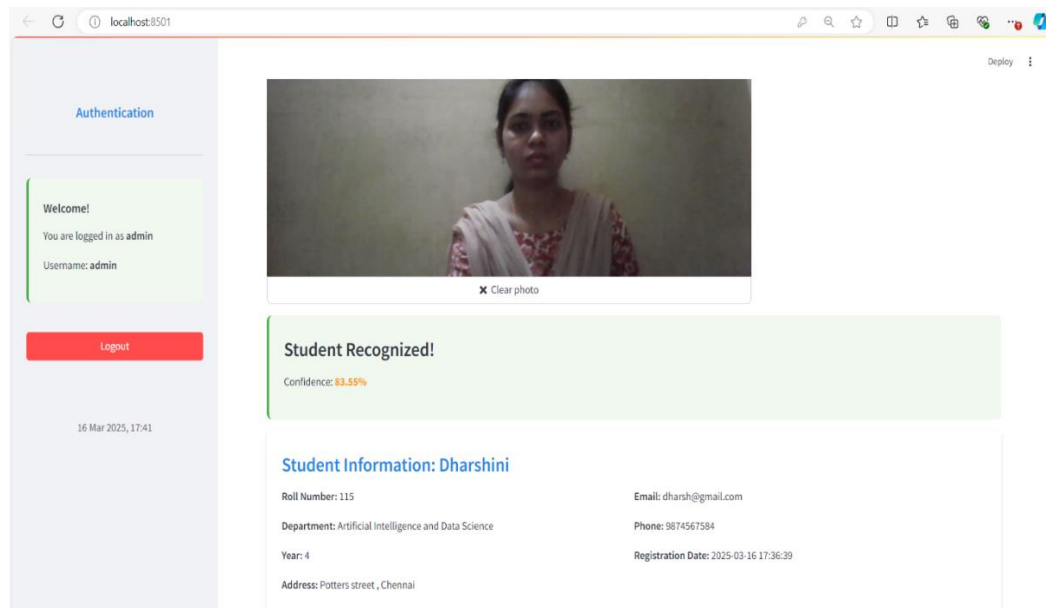 localhost:8501
Deploy
Authentication
Welcome!
You are logged in as admin
Username: admin
Logout
16 Mar 2025, 17:41
Clear photo
Student Recognized!
Confidence: 83.55%
Student Information: Dharshini
Roll Number: 115
Email: dharsh@gmail.com
Department: Artificial Intelligence and Data Science
Phone: 9874567584
Year: 4
Registration Date: 2025-03-16 17:36:39
Address: Potters street , Chennai